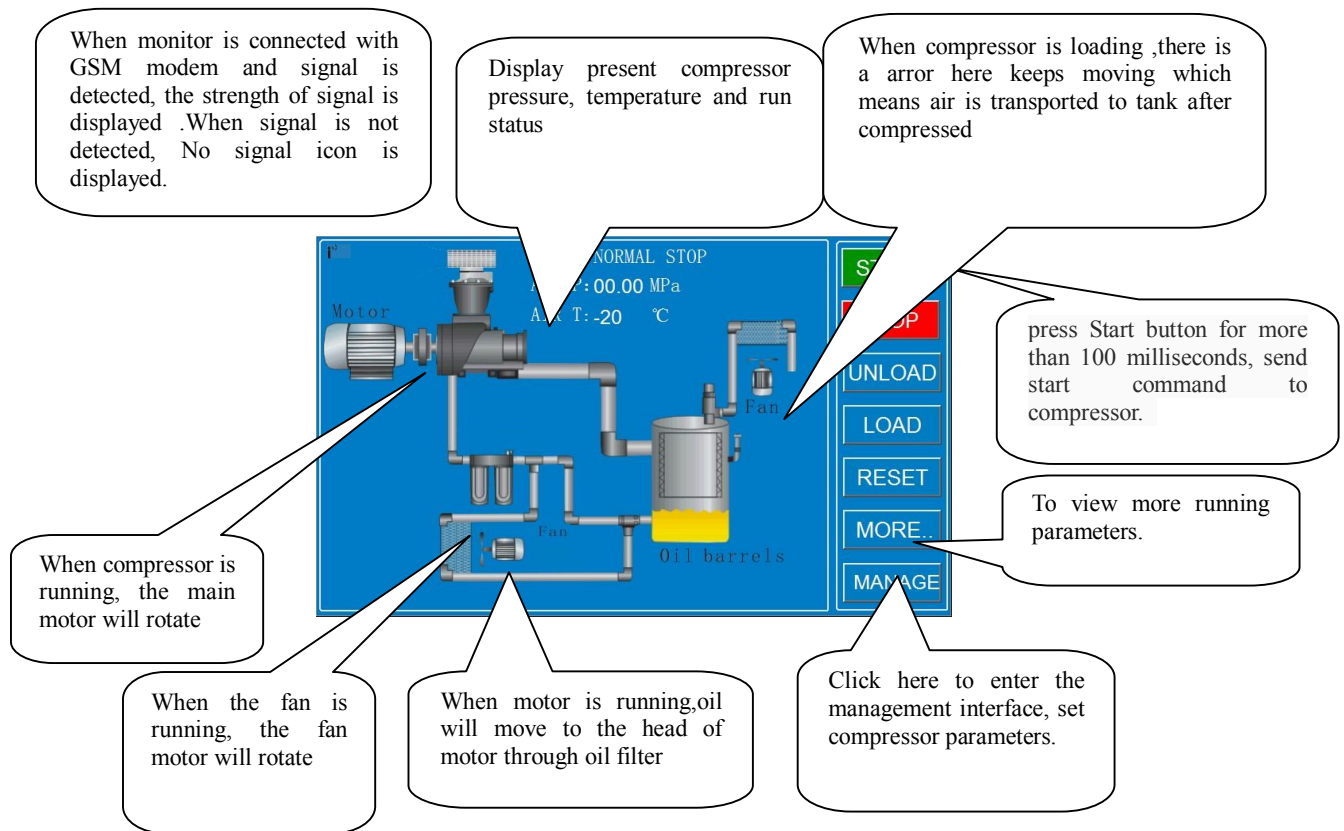 When monitor is connected with
GSM modem and signal is
detected, the strength of signal is
displayed .When signal is not
detected, No signal icon is
displayed.
Display present compressor
pressure, temperature and run
status
When compressor is loading ,there is
a arror here keeps moving which
means air is transported to tank after
compressed
NORMAL STOP
P:00.00 MPa
T:-20 ℃
Motor
Fan
Fan
Oil barrels
UNLOAD
LOAD
RESET
MORE..
MANAGE
press Start button for more
than 100 milliseconds, send
start command to
compressor.
To view more running
parameters.
When compressor is
running, the main
motor will rotate
When the fan is
running, the fan
motor will rotate
When motor is running,oil
will move to the head of
motor through oil filter
Click here to enter the
management interface, set
compressor parameters.